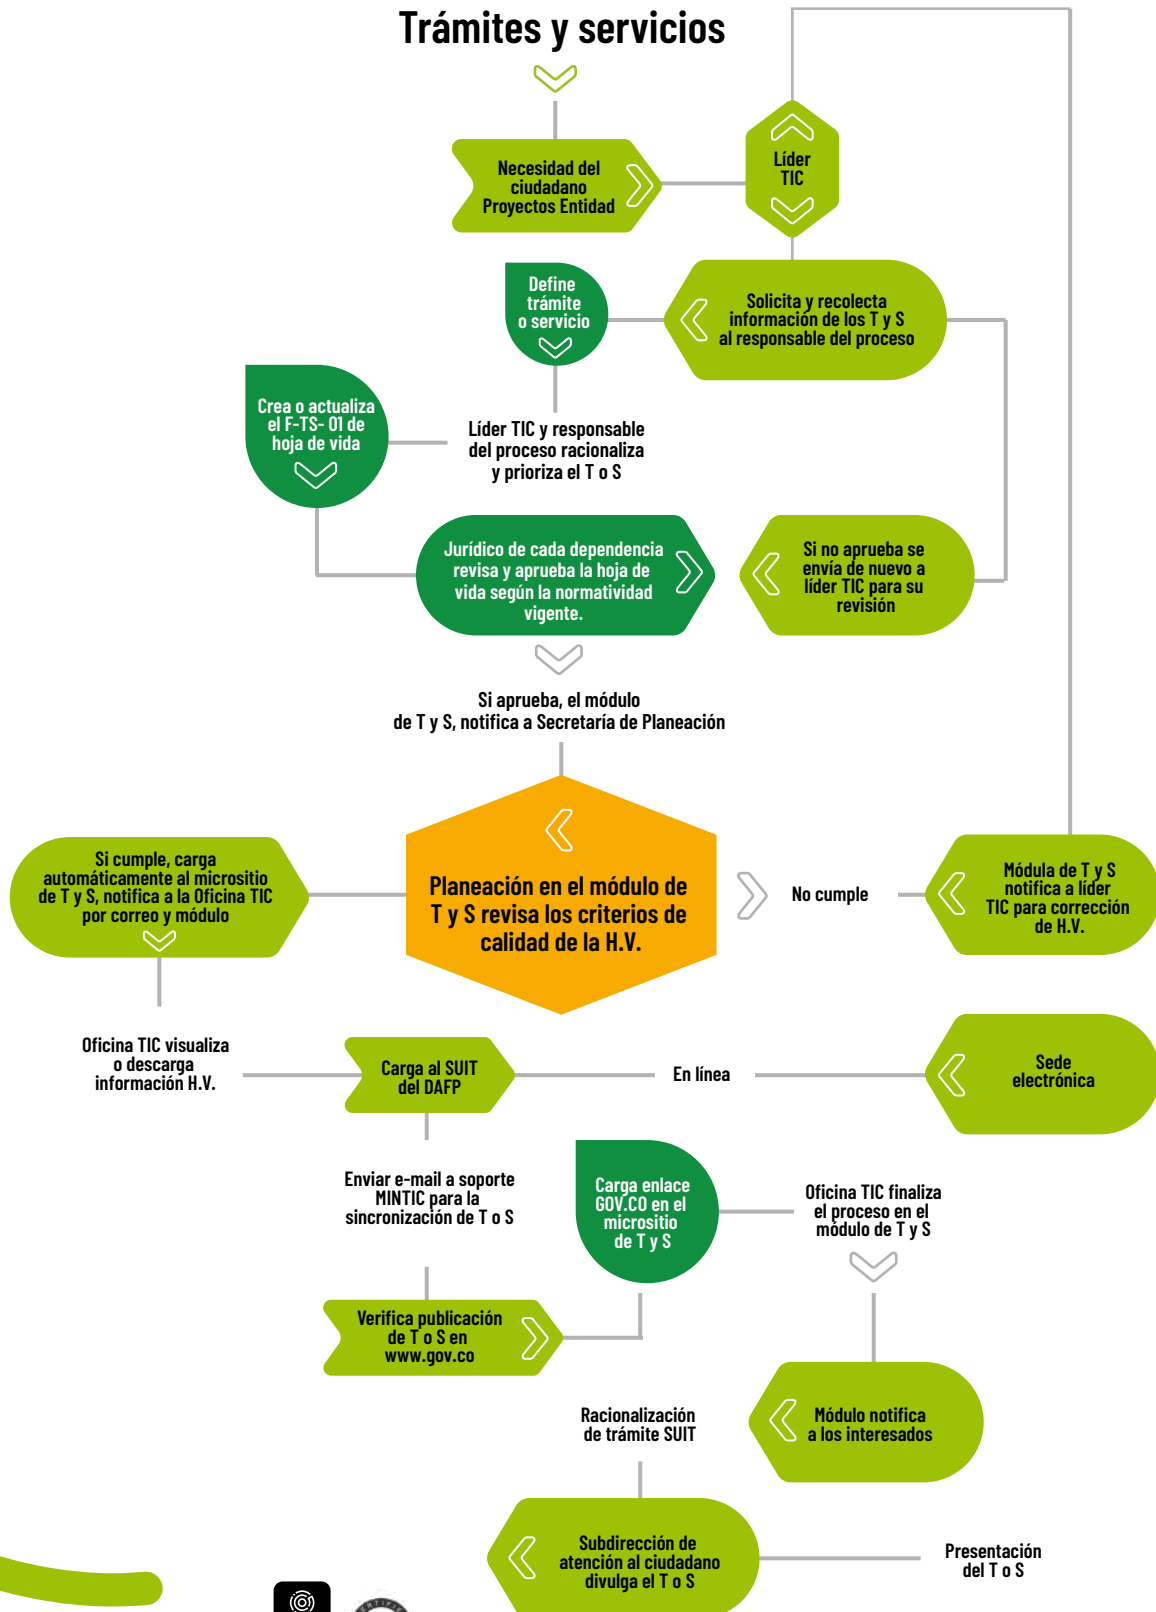 Trámites y servicios
Necesidad del
ciudadano
Proyectos Entidad
Líder
TIC
Define
trámite
o servicio
Solicita y recolecta
información de los T y S
al responsable del proceso
Crea o actualiza
el F-TS- 01 de
hoja de vida
Líder TIC y responsable
del proceso racionaliza
y prioriza el T o S
Jurídico de cada dependencia
revisa y aprueba la hoja de
vida según la normatividad
vigente.
Si no aprueba se
envía de nuevo a
líder TIC para su
revisión
Si aprueba, el módulo
de T y S, notifica a Secretaría de Planeación
Si cumple, carga
automáticamente al micrositio
de T y S, notifica a la Oficina TIC
por correo y módulo
Planeación en el módulo de
T y S revisa los criterios de
calidad de la H.V.
No cumple
Módula de T y S
notifica a líder
TIC para corrección
de H.V.
Oficina TIC visualiza
o descarga
información H.V.
Carga al SUIT
del DAFP
En línea
Sede
electrónica
Enviar e-mail a soporte
MINTIC para la
sincronización de T o S
Carga enlace
GOV.CO en el
micrositio
de T y S
Oficina TIC finaliza
el proceso en el
módulo de T y S
Verifica publicación
de T o S en
www.gov.co
Racionalización
de trámite SUIT
Módulo notifica
a los interesados
Subdirección de
atención al ciudadano
divulga el T o S
Presentación
del T o S